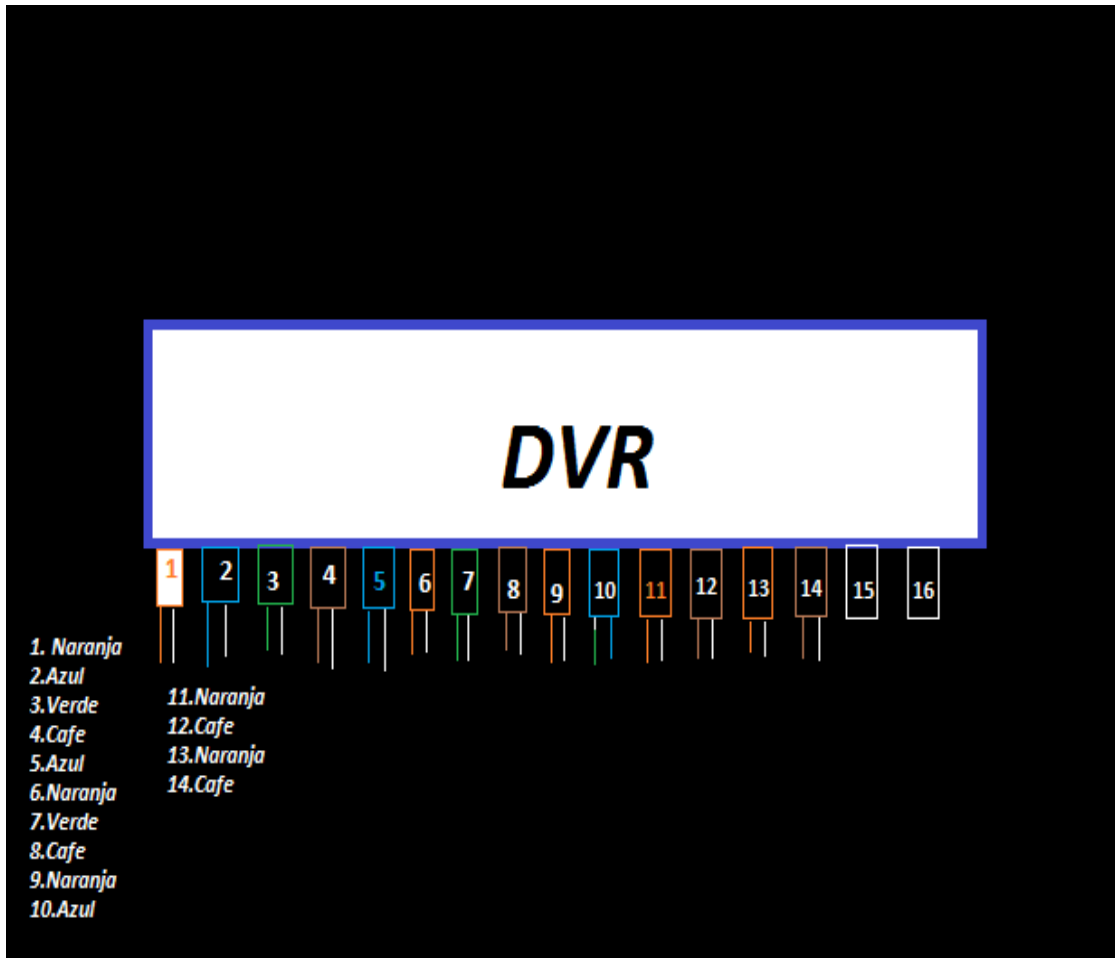 DVR
1 2 3 4 5 6 7 8 9 10 11 12 13 14 15 16
1. Naranja
2.Azul
3.Verde
4.Cafe
5.Azul
6.Naranja
7.Verde
8.Cafe
9.Naranja
10.Azul
11.Naranja
12.Cafe
13.Naranja
14.Cafe